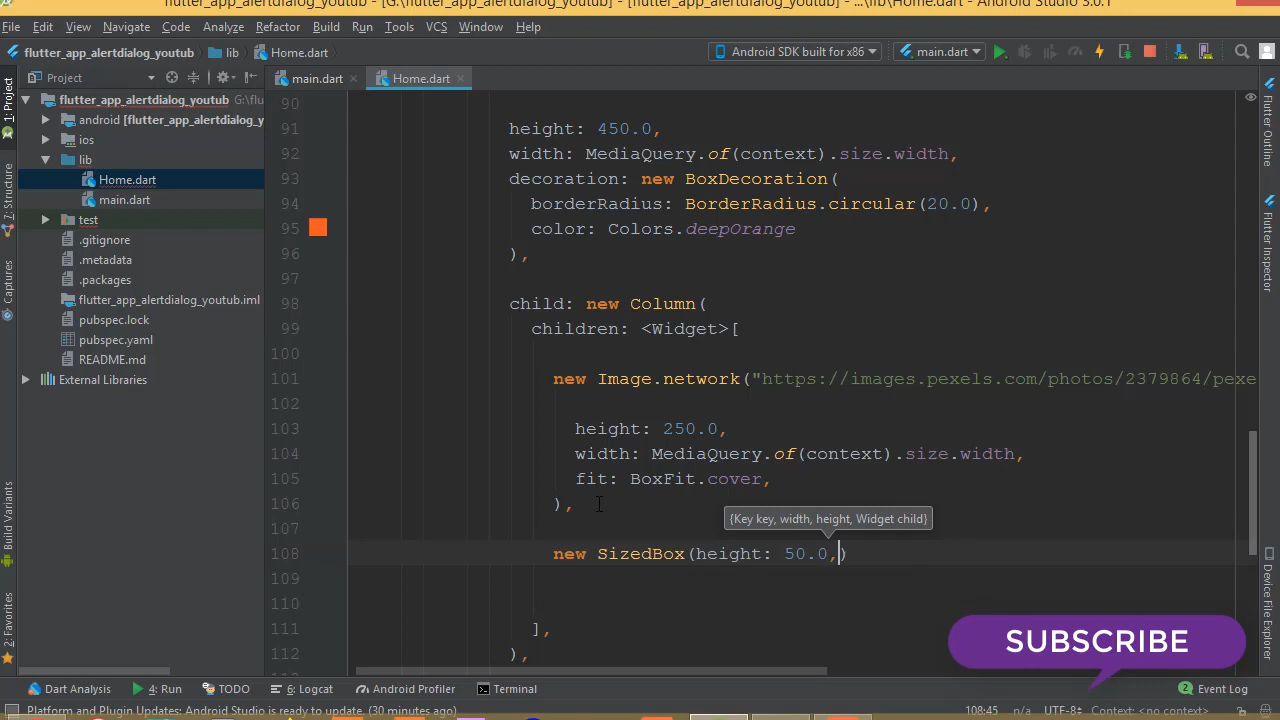 flutter_app_alertdialog_youtub - [G:\flutter_app_alertdialog_youtub] - [flutter_app_alertdialog_youtub] - ...\lib\Home.dart - Android Studio 3.0.1
File Edit View Navigate Code Analyze Refactor Build Run Tools VCS Window Help
flutter_app_alertdialog_youtub lib Home.dart Android SDK built for x86 main.dart
Project main.dart Home.dart
flutter_app_alertdialog_youtub G:\flu
android [flutter_app_alertdialog_y
ios
lib
Home.dart
main.dart
test
.gitignore
.metadata
.packages
flutter_app_alertdialog_youtub.iml
pubspec.lock
pubspec.yaml
README.md
External Libraries
1: Project
7: Structure
Captures
Build Variants
2: Favorites
90
91 height: 450.0,
92 width: MediaQuery.of(context).size.width,
93 decoration: new BoxDecoration(
94 borderRadius: BorderRadius.circular(20.0),
95 color: Colors.deepOrange
96 ),
97
98 child: new Column(
99 children: <Widget>[
100
101 new Image.network("https://images.pexels.com/photos/2379864/pexe
102
103 height: 250.0,
104 width: MediaQuery.of(context).size.width,
105 fit: BoxFit.cover,
106 ),
{Key key, width, height, Widget child}
107
108 new SizedBox(height: 50.0,)
109
110
111 ],
112 ),
Flutter Outline
Flutter Inspector
Device File Explorer
SUBSCRIBE
Dart Analysis 4: Run TODO 6: Logcat Android Profiler Terminal Event Log
2
Platform and Plugin Updates: Android Studio is ready to update. (30 minutes ago) 108:45 n/a UTF-8 Context: <no context>